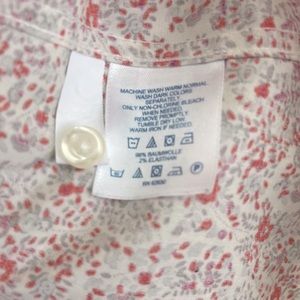 MACHINE WASH WARM NORMAL.
WASH DARK COLORS
SEPARATELY.
ONLY NON-CHLORINE BLEACH
WHEN NEEDED.
REMOVE PROMPTLY.
TUMBLE DRY LOW.
WARM IRON IF NEEDED.
98% BAUMWOLLE
2% ELASTHAN
P